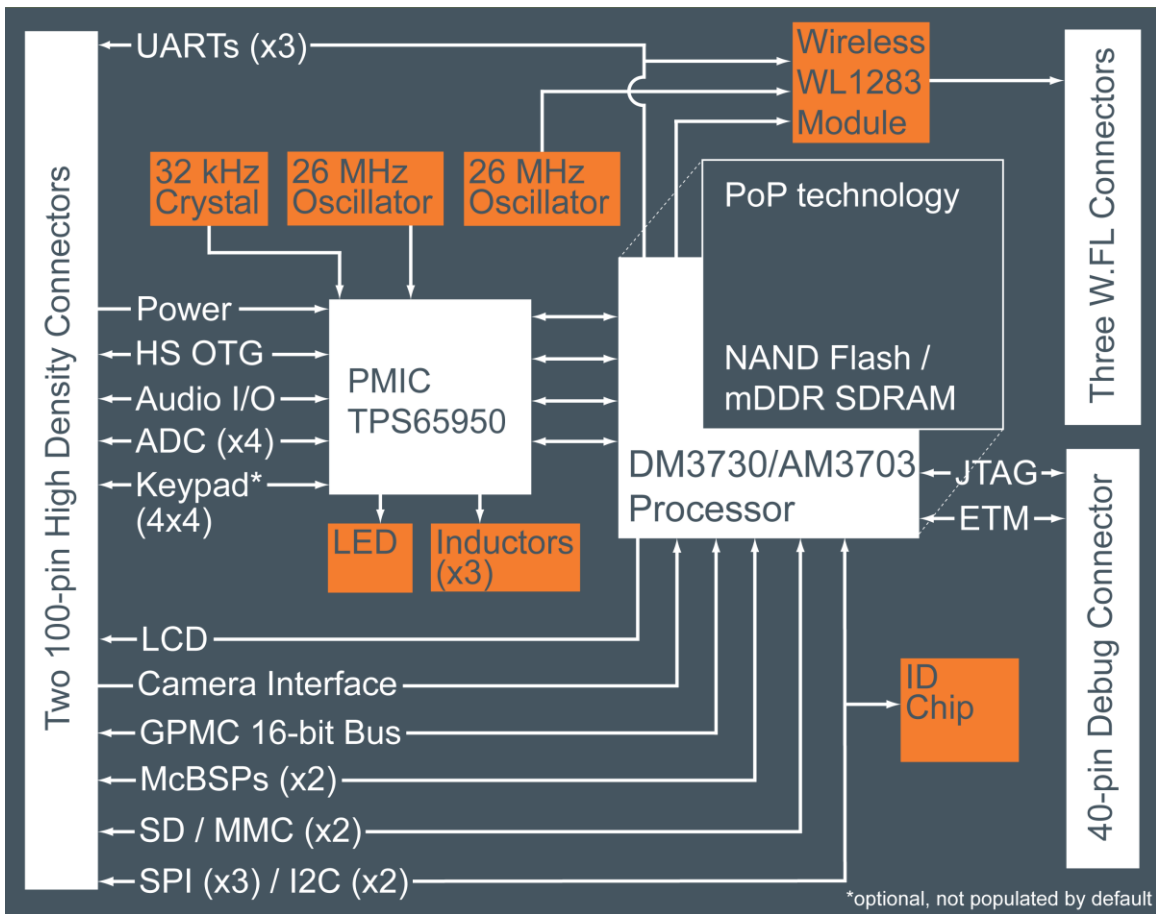 Two 100-pin High Density Connectors
UARTs (x3)
Wireless
WL1283
Module
Three W.FL Connectors
32 kHz
Crystal
26 MHz
Oscillator
26 MHz
Oscillator
PoP technology
NAND Flash /
mDDR SDRAM
Power
HS OTG
Audio I/O
ADC (x4)
Keypad*
(4x4)
PMIC
TPS65950
DM3730/AM3703
Processor
JTAG
ETM
40-pin Debug Connector
LED
Inductors
(x3)
LCD
Camera Interface
GPMC 16-bit Bus
McBSPs (x2)
SD / MMC (x2)
SPI (x3) / I2C (x2)
ID
Chip
*optional, not populated by default